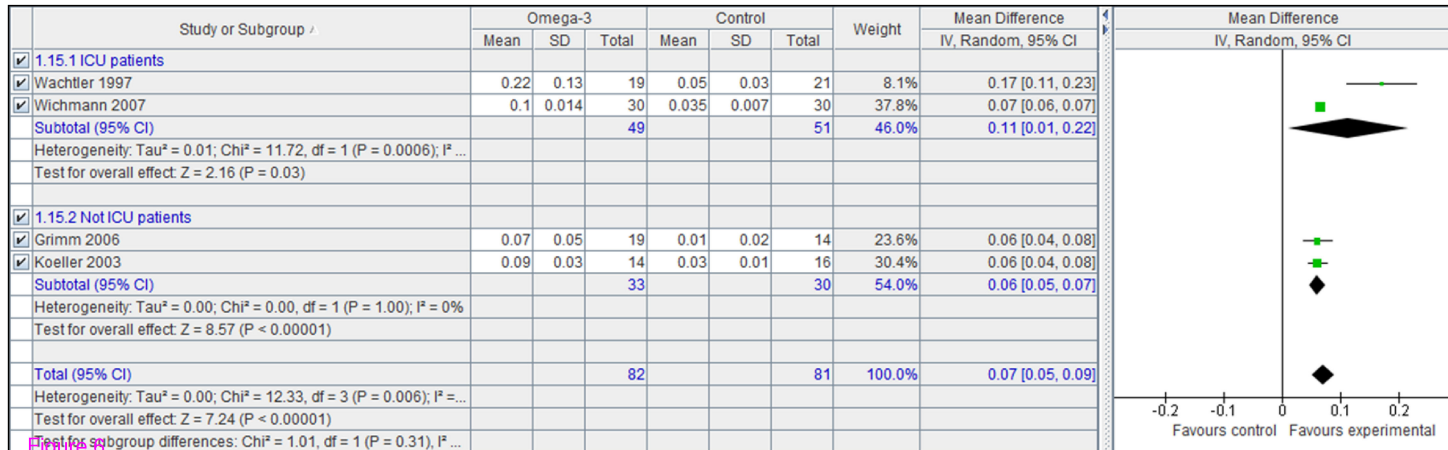 Study or Subgroup Omega-3 Control Weight Mean Difference Mean Difference
Mean SD Total Mean SD Total IV, Random, 95% CI IV, Random, 95% CI
1.15.1 ICU patients
Wachtler 1997 0.22 0.13 19 0.05 0.03 21 8.1% 0.17 [0.11, 0.23]
Wichmann 2007 0.1 0.014 30 0.035 0.007 30 37.8% 0.07 [0.06, 0.07]
Subtotal (95% CI) 49 51 46.0% 0.11 [0.01, 0.22]
Heterogeneity: Tau² = 0.01; Chi² = 11.72, df = 1 (P = 0.0006); I² ...
Test for overall effect: Z = 2.16 (P = 0.03)
1.15.2 Not ICU patients
Grimm 2006 0.07 0.05 19 0.01 0.02 14 23.6% 0.06 [0.04, 0.08]
Koeller 2003 0.09 0.03 14 0.03 0.01 16 30.4% 0.06 [0.04, 0.08]
Subtotal (95% CI) 33 30 54.0% 0.06 [0.05, 0.07]
Heterogeneity: Tau² = 0.00; Chi² = 0.00, df = 1 (P = 1.00); I² = 0%
Test for overall effect: Z = 8.57 (P < 0.00001)
Total (95% CI) 82 81 100.0% 0.07 [0.05, 0.09]
Heterogeneity: Tau² = 0.00; Chi² = 12.33, df = 3 (P = 0.006); I² =...
Test for overall effect: Z = 7.24 (P < 0.00001)
Test for subgroup differences: Chi² = 1.01, df = 1 (P = 0.31), I² ...
-0.2 -0.1 0 0.1 0.2
Favours control Favours experimental